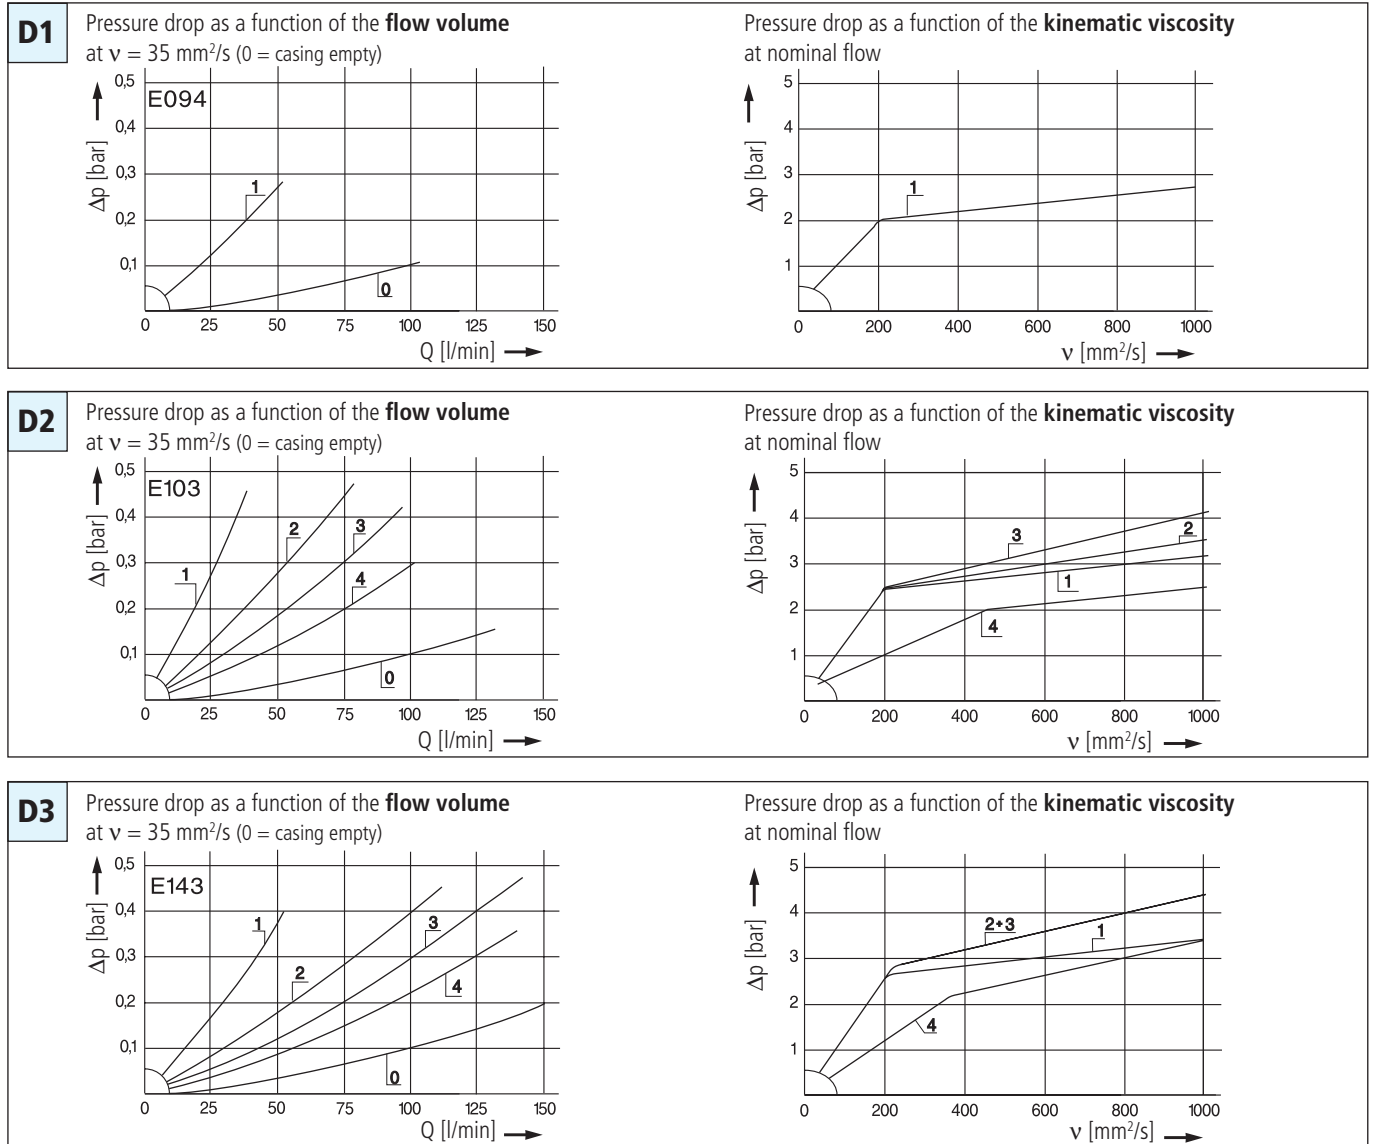 D1
Pressure drop as a function of the flow volume
at ν = 35 mm²/s (0 = casing empty)
Δp [bar]
0,5
0,4
0,3
0,2
0,1
E094
1
0
0 25 50 75 100 125 150
Q [l/min]
Pressure drop as a function of the kinematic viscosity
at nominal flow
Δp [bar]
5
4
3
2
1
1
0 200 400 600 800 1000
ν [mm²/s]
D2
Pressure drop as a function of the flow volume
at ν = 35 mm²/s (0 = casing empty)
Δp [bar]
0,5
0,4
0,3
0,2
0,1
E103
1
2
3
4
0
0 25 50 75 100 125 150
Q [l/min]
Pressure drop as a function of the kinematic viscosity
at nominal flow
Δp [bar]
5
4
3
2
1
3
2
1
4
0 200 400 600 800 1000
ν [mm²/s]
D3
Pressure drop as a function of the flow volume
at ν = 35 mm²/s (0 = casing empty)
Δp [bar]
0,5
0,4
0,3
0,2
0,1
E143
1
2
3
4
0
0 25 50 75 100 125 150
Q [l/min]
Pressure drop as a function of the kinematic viscosity
at nominal flow
Δp [bar]
5
4
3
2
1
2+3
1
4
0 200 400 600 800 1000
ν [mm²/s]